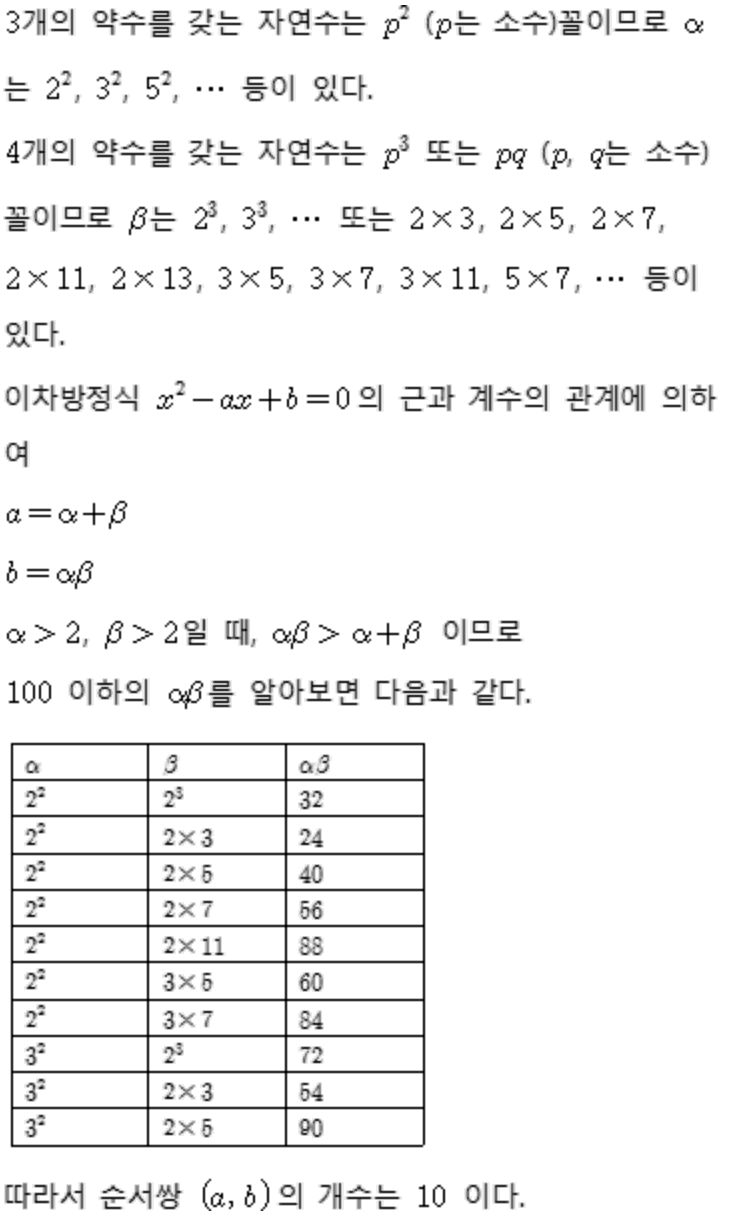 3개의 약수를 갖는 자연수는 p² (p는 소수)꼴이므로 α
는 2², 3², 5², ⋯ 등이 있다.
4개의 약수를 갖는 자연수는 p³ 또는 pq (p, q는 소수)
꼴이므로 β는 2³, 3³, ⋯ 또는 2×3, 2×5, 2×7,
2×11, 2×13, 3×5, 3×7, 3×11, 5×7, ⋯ 등이
있다.
이차방정식 x²−ax+b=0의 근과 계수의 관계에 의하
여
a=α+β
b=αβ
α>2, β>2일 때, αβ>α+β 이므로
100 이하의 αβ를 알아보면 다음과 같다.
α β αβ
2² 2³ 32
2² 2×3 24
2² 2×5 40
2² 2×7 56
2² 2×11 88
2² 3×5 60
2² 3×7 84
3² 2³ 72
3² 2×3 54
3² 2×5 90
따라서 순서쌍 (a, b)의 개수는 10 이다.